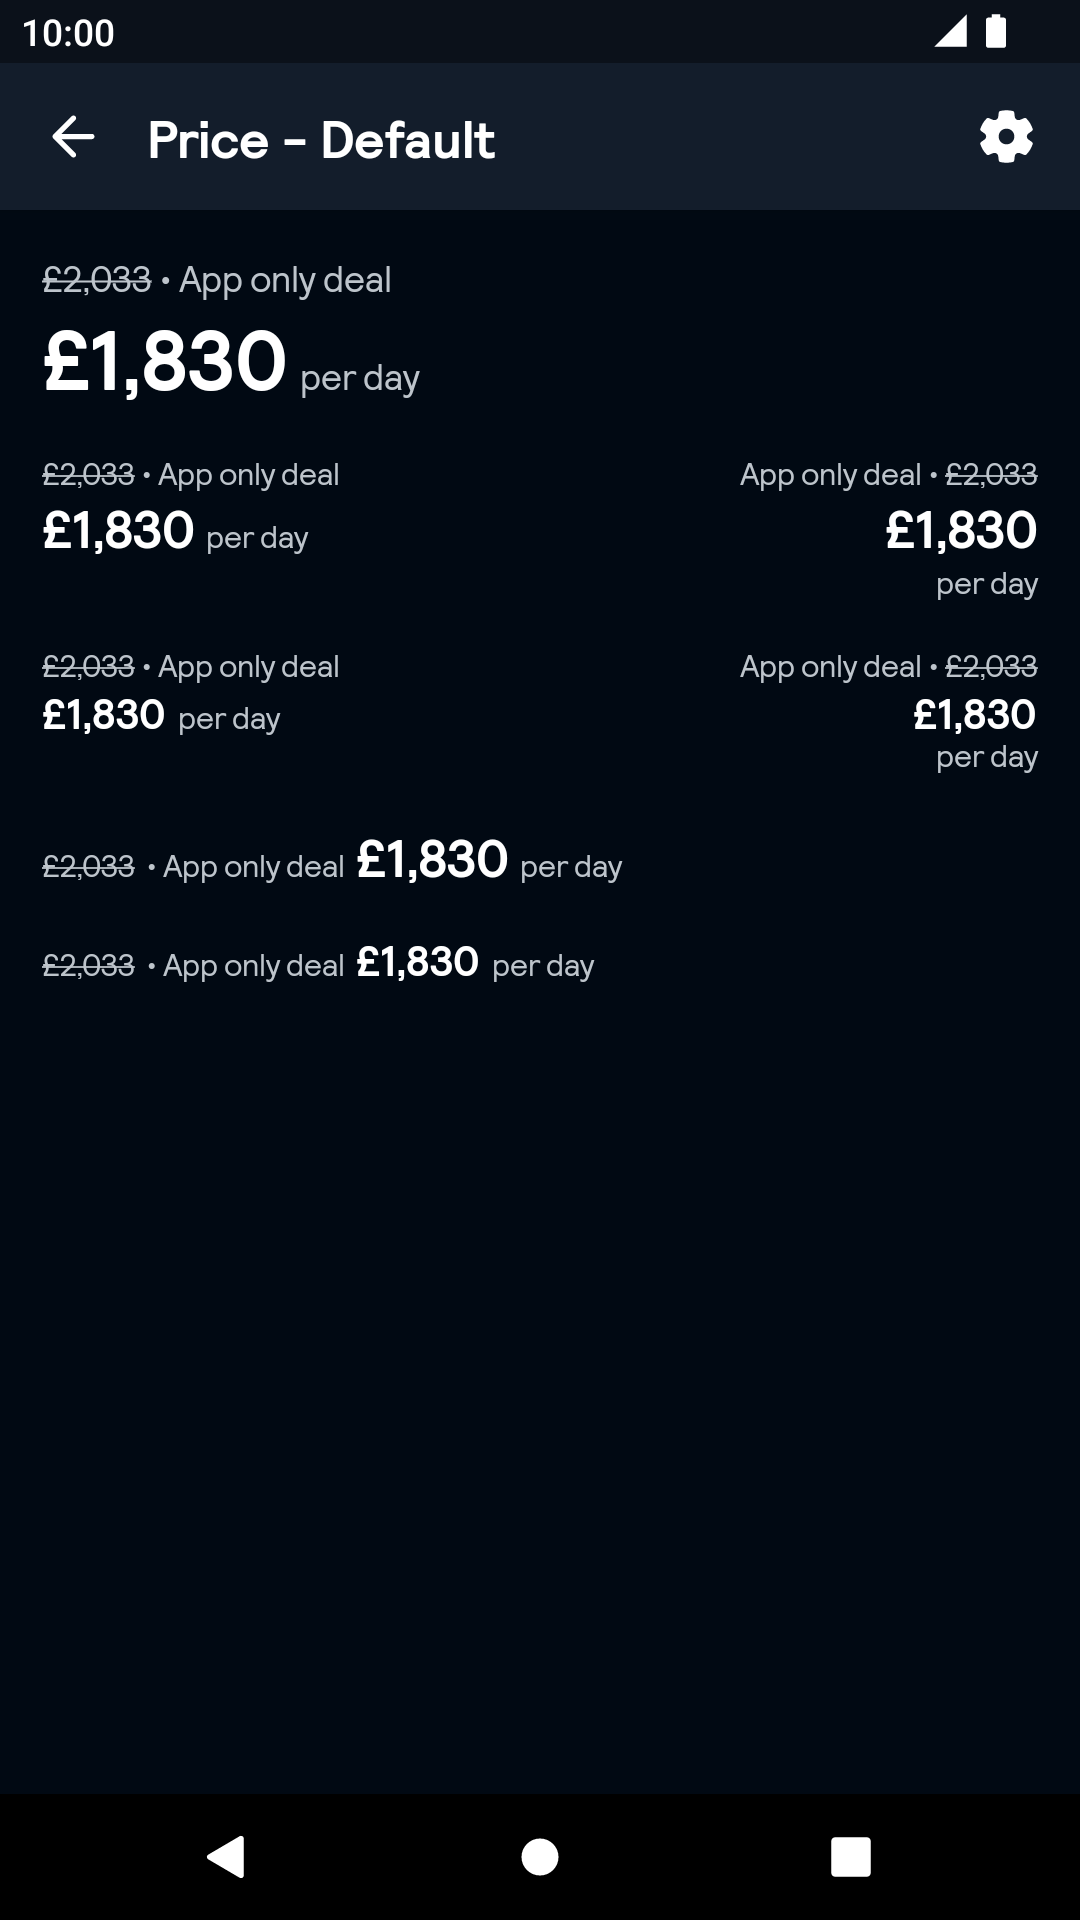 10:00
Price - Default
£2,033 • App only deal
£1,830 per day
£2,033 • App only deal
£1,830 per day
App only deal • £2,033
£1,830
per day
£2,033 • App only deal
£1,830 per day
App only deal • £2,033
£1,830
per day
£2,033 • App only deal £1,830 per day
£2,033 • App only deal £1,830 per day